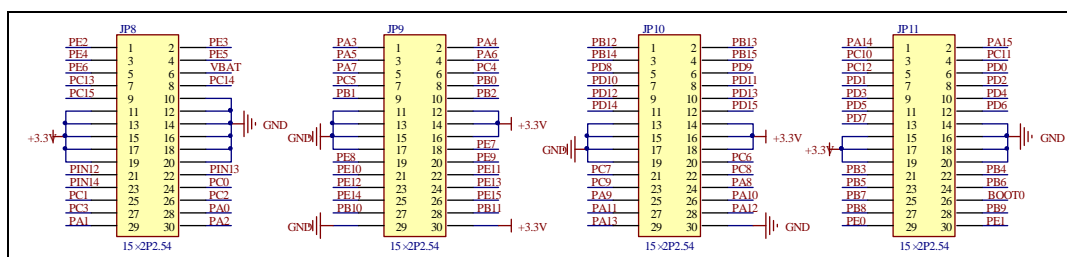 JP8
PE2 1 2 PE3
PE4 3 4 PE5
PE6 5 6 VBAT
PC13 7 8 PC14
PC15 9 10
11 12
13 14 GND
+3.3V 15 16
17 18
19 20
PIN12 21 22 PIN13
PIN14 23 24 PC0
PC1 25 26 PC2
PC3 27 28 PA0
PA1 29 30 PA2
15×2P2.54
JP9
PA3 1 2 PA4
PA5 3 4 PA6
PA7 5 6 PC4
PC5 7 8 PB0
PB1 9 10 PB2
11 12
13 14 +3.3V
GND 15 16
17 18 PE7
PE8 19 20 PE9
PE10 21 22 PE11
PE12 23 24 PE13
PE14 25 26 PE15
PB10 27 28 PB11
GND 29 30 +3.3V
15×2P2.54
JP10
PB12 1 2 PB13
PB14 3 4 PB15
PD8 5 6 PD9
PD10 7 8 PD11
PD12 9 10 PD13
PD14 11 12 PD15
13 14
15 16 +3.3V
GND 17 18
19 20 PC6
PC7 21 22 PC8
PC9 23 24 PA8
PA9 25 26 PA10
PA11 27 28 PA12
PA13 29 30 GND
15×2P2.54
JP11
PA14 1 2 PA15
PC10 3 4 PC11
PC12 5 6 PD0
PD1 7 8 PD2
PD3 9 10 PD4
PD5 11 12 PD6
PD7 13 14
15 16 GND
+3.3V 17 18
19 20
PB3 21 22 PB4
PB5 23 24 PB6
PB7 25 26 BOOT0
PB8 27 28 PB9
PE0 29 30 PE1
15×2P2.54